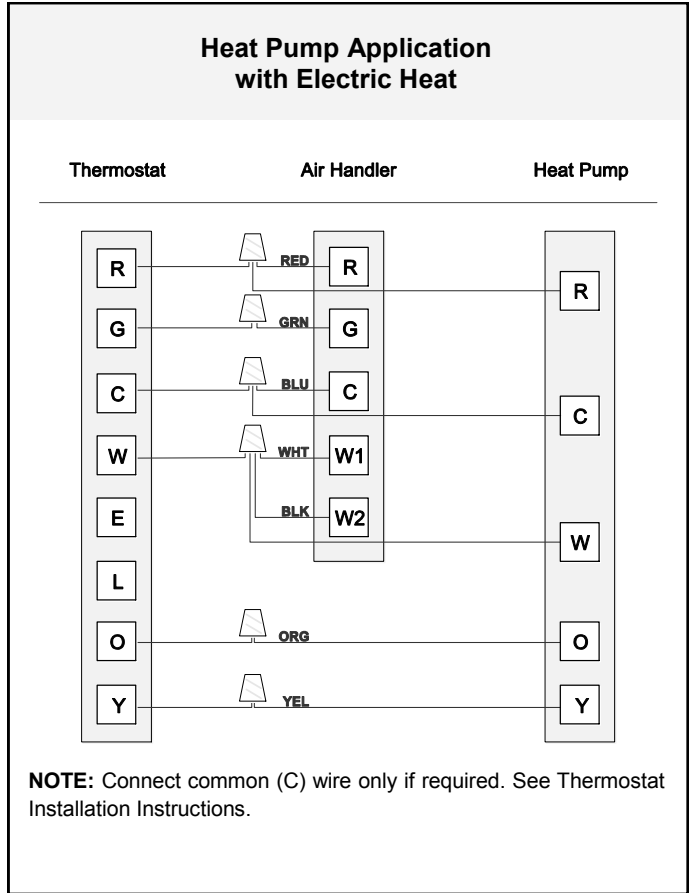 Heat Pump Application
with Electric Heat
Thermostat Air Handler Heat Pump
R RED R
R
G GRN G
C BLU C
C
W WHT W1
E BLK W2
W
L
O ORG O
Y YEL Y
NOTE: Connect common (C) wire only if required. See Thermostat
Installation Instructions.